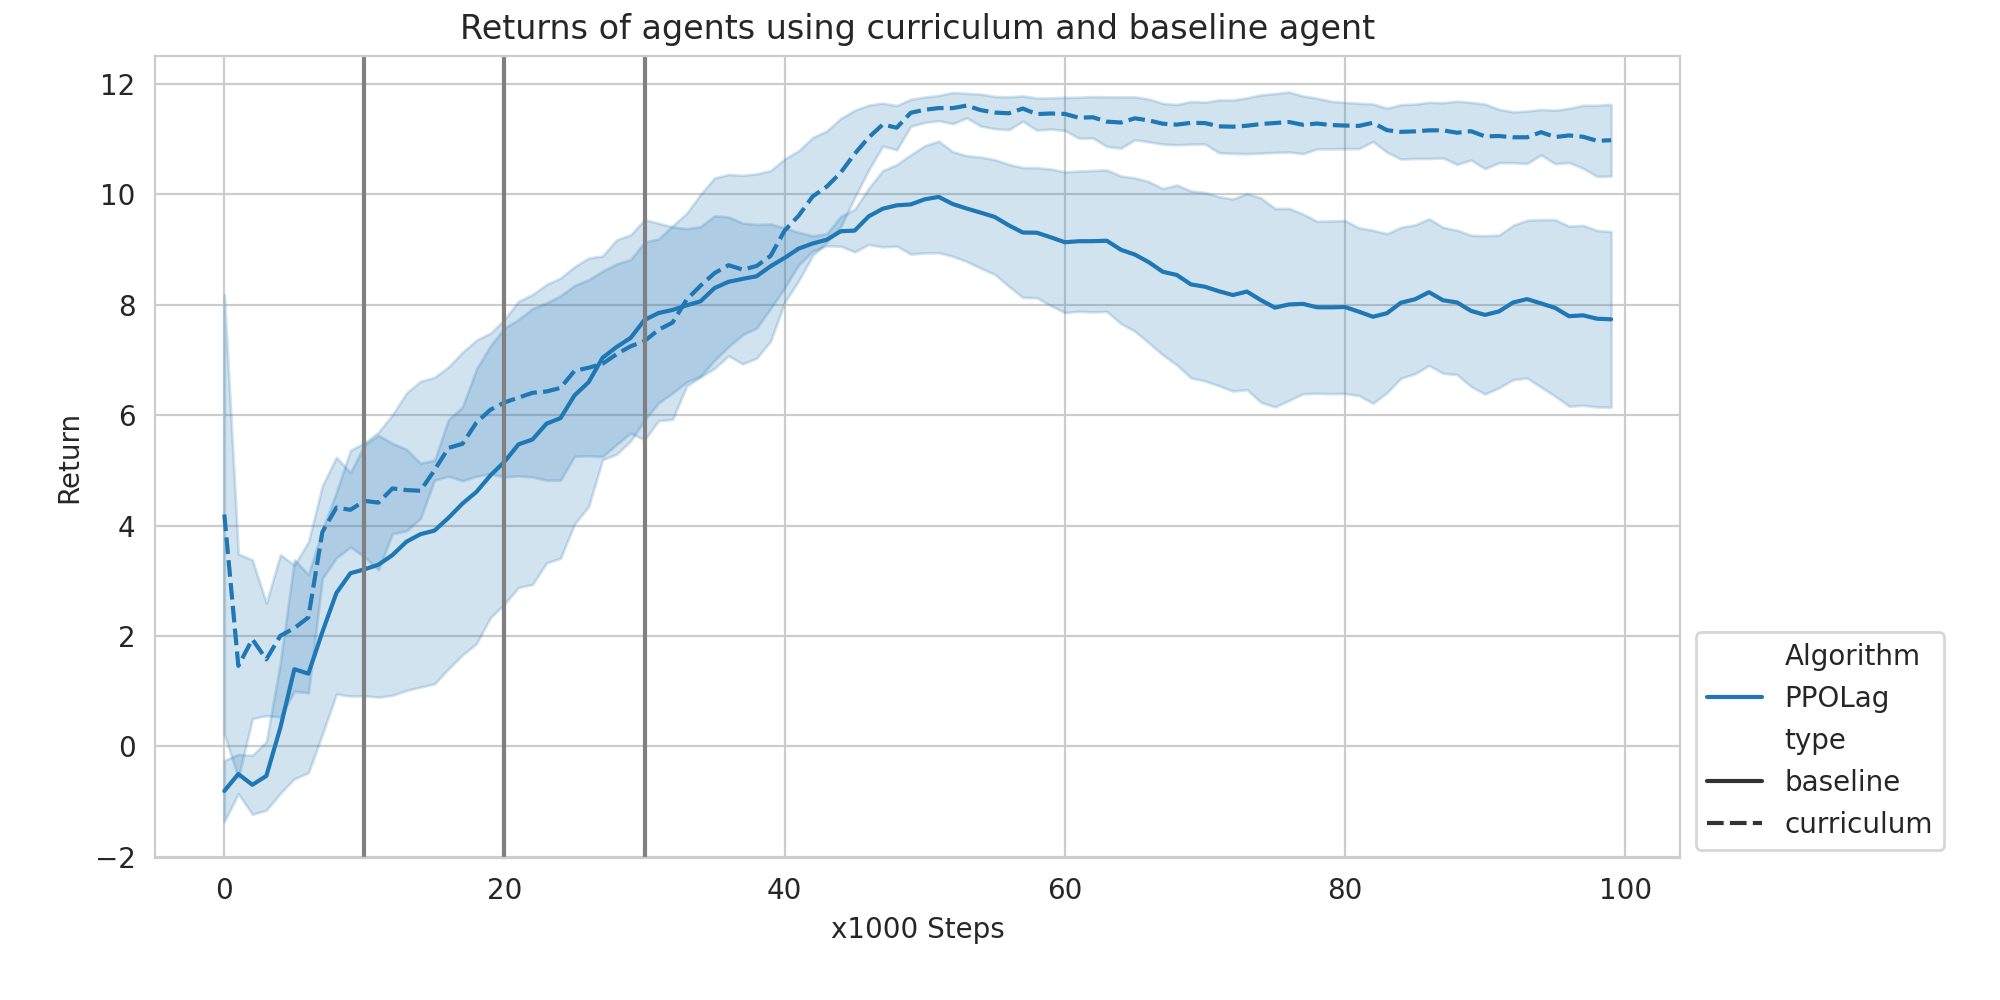 Returns of agents using curriculum and baseline agent
12
10
8
6
4
2
0
−2
Return
0 20 40 60 80 100
x1000 Steps
Algorithm
PPOLag
type
baseline
curriculum